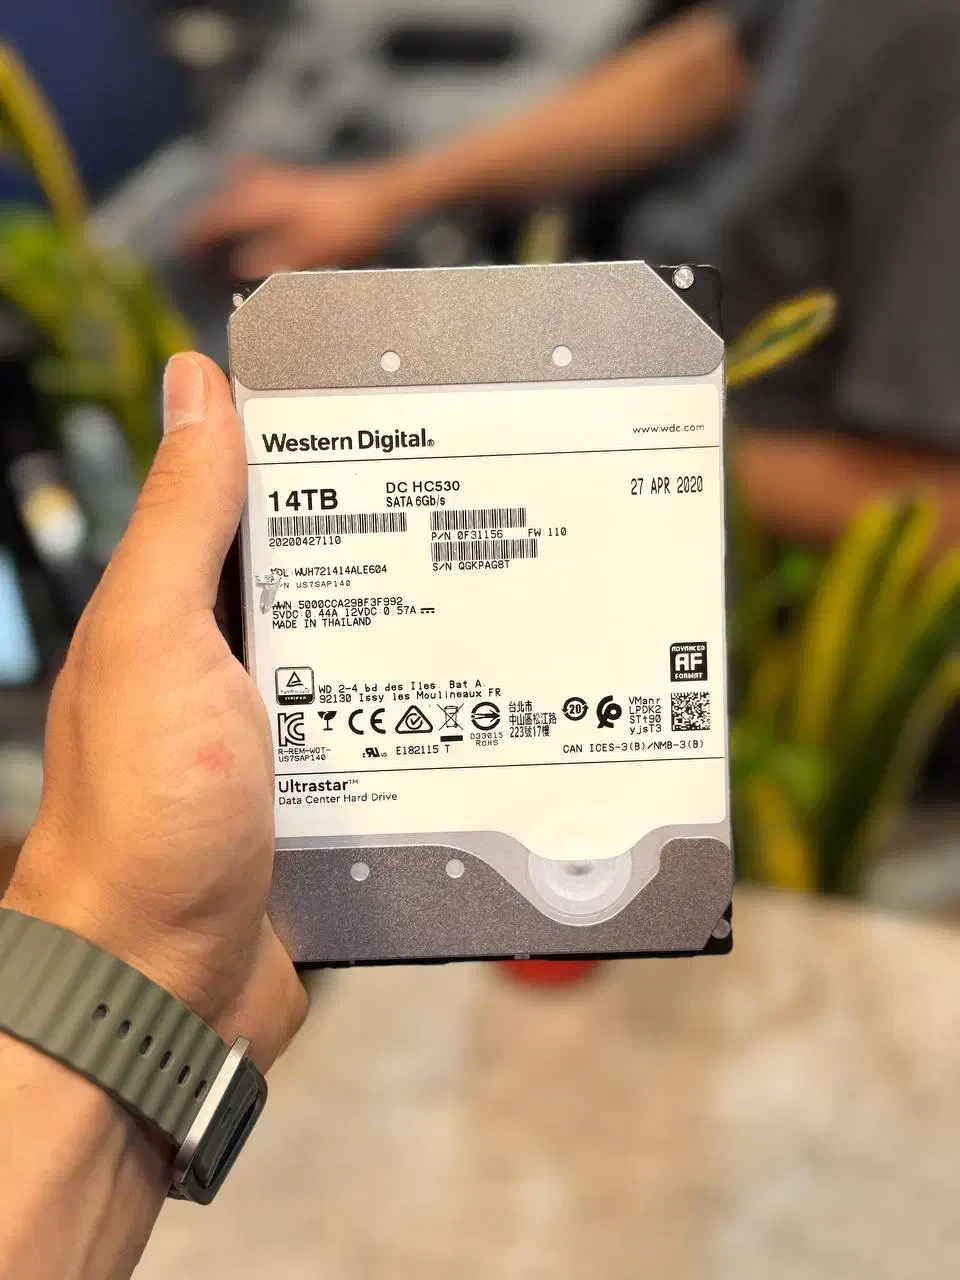 Western Digital®
www.wdc.com
14TB
DC HC530
SATA 6Gb/s
27 APR 2020
20200427110
P/N 0F31156 FW 110
S/N QGKPAG8T
MDL WUH721414ALE604
R/N US7SAP140
WWN 5000CCA29BF3F992
5VDC 0.44A 12VDC 0.57A
MADE IN THAILAND
ADVANCED
AF
FORMAT
CERTIFIED
WD 2-4 bd des Iles. Bat A.
92130 Issy les Moulineaux FR
R-REM-WDT-
US7SAP140
E182115 T
D33015
ROHS
台北市
中山區松江路
223號17樓
20
VManr
LPDK2
STt90
yJsT3
CAN ICES-3(B)/NMB-3(B)
Ultrastar™
Data Center Hard Drive